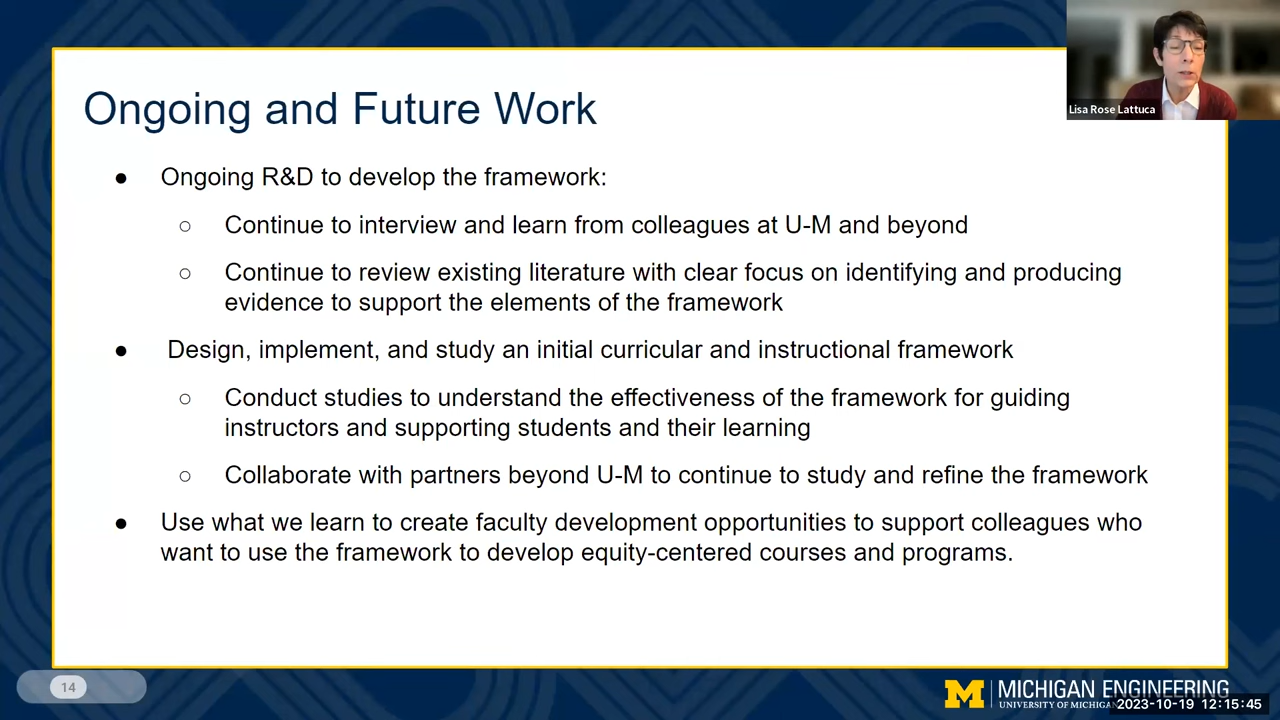 Lisa Rose Lattuca
Ongoing and Future Work
● Ongoing R&D to develop the framework:
○ Continue to interview and learn from colleagues at U-M and beyond
○ Continue to review existing literature with clear focus on identifying and producing
evidence to support the elements of the framework
● Design, implement, and study an initial curricular and instructional framework
○ Conduct studies to understand the effectiveness of the framework for guiding
instructors and supporting students and their learning
○ Collaborate with partners beyond U-M to continue to study and refine the framework
● Use what we learn to create faculty development opportunities to support colleagues who
want to use the framework to develop equity-centered courses and programs.
14
M MICHIGAN ENGINEERING
UNIVERSITY OF MICHIGAN
2023-10-19 12:15:45